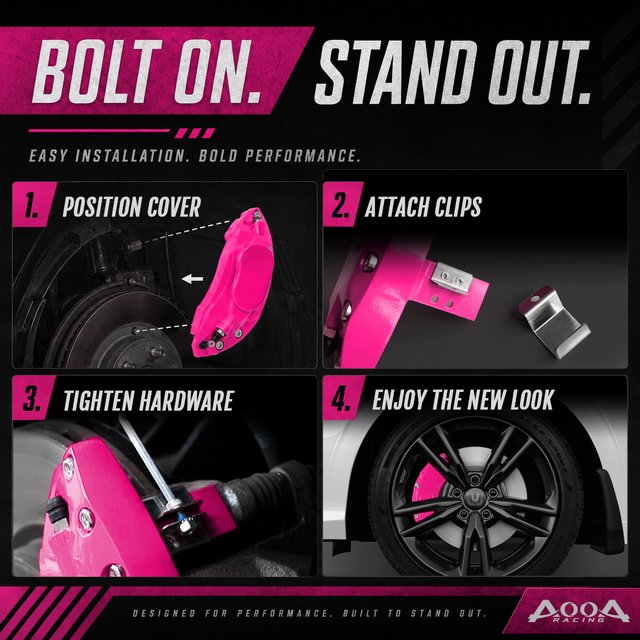 BOLT ON. STAND OUT.
EASY INSTALLATION. BOLD PERFORMANCE.
1. POSITION COVER
2. ATTACH CLIPS
3. TIGHTEN HARDWARE
4. ENJOY THE NEW LOOK
DESIGNED FOR PERFORMANCE. BUILT TO STAND OUT.
AOOA
RACING